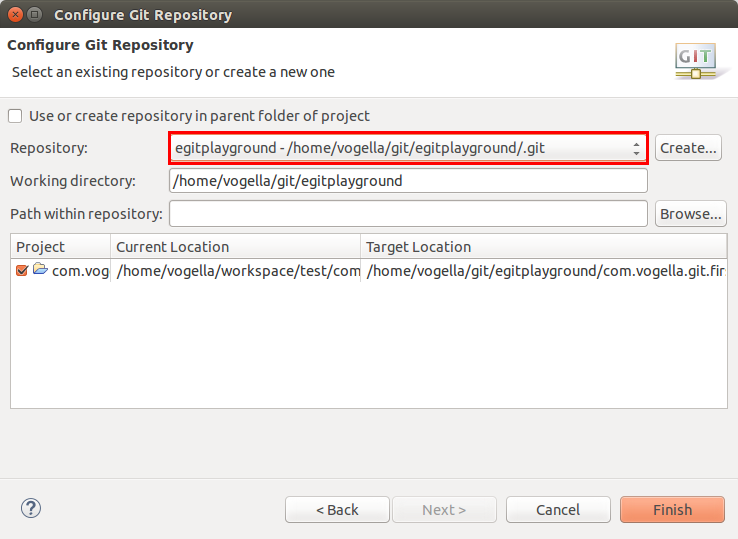 Configure Git Repository
Configure Git Repository
Select an existing repository or create a new one
GIT
Use or create repository in parent folder of project
Repository: egitplayground - /home/vogella/git/egitplayground/.git Create...
Working directory: /home/vogella/git/egitplayground
Path within repository: Browse...
Project Current Location Target Location
com.vog /home/vogella/workspace/test/com /home/vogella/git/egitplayground/com.vogella.git.fir
? < Back Next > Cancel Finish